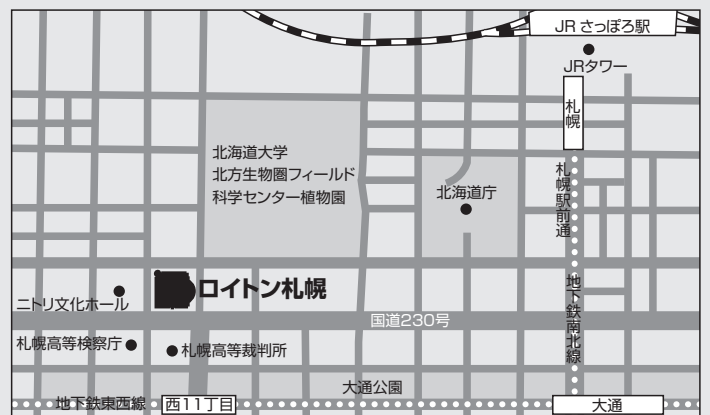 JR さっぽろ駅
JRタワー
札幌
北海道大学
北方生物圏フィールド
科学センター植物園
北海道庁
札幌駅前通
地下鉄南北線
ロイトン札幌
ニトリ文化ホール
国道230号
札幌高等検察庁
札幌高等裁判所
大通公園
地下鉄東西線
西11丁目
大通